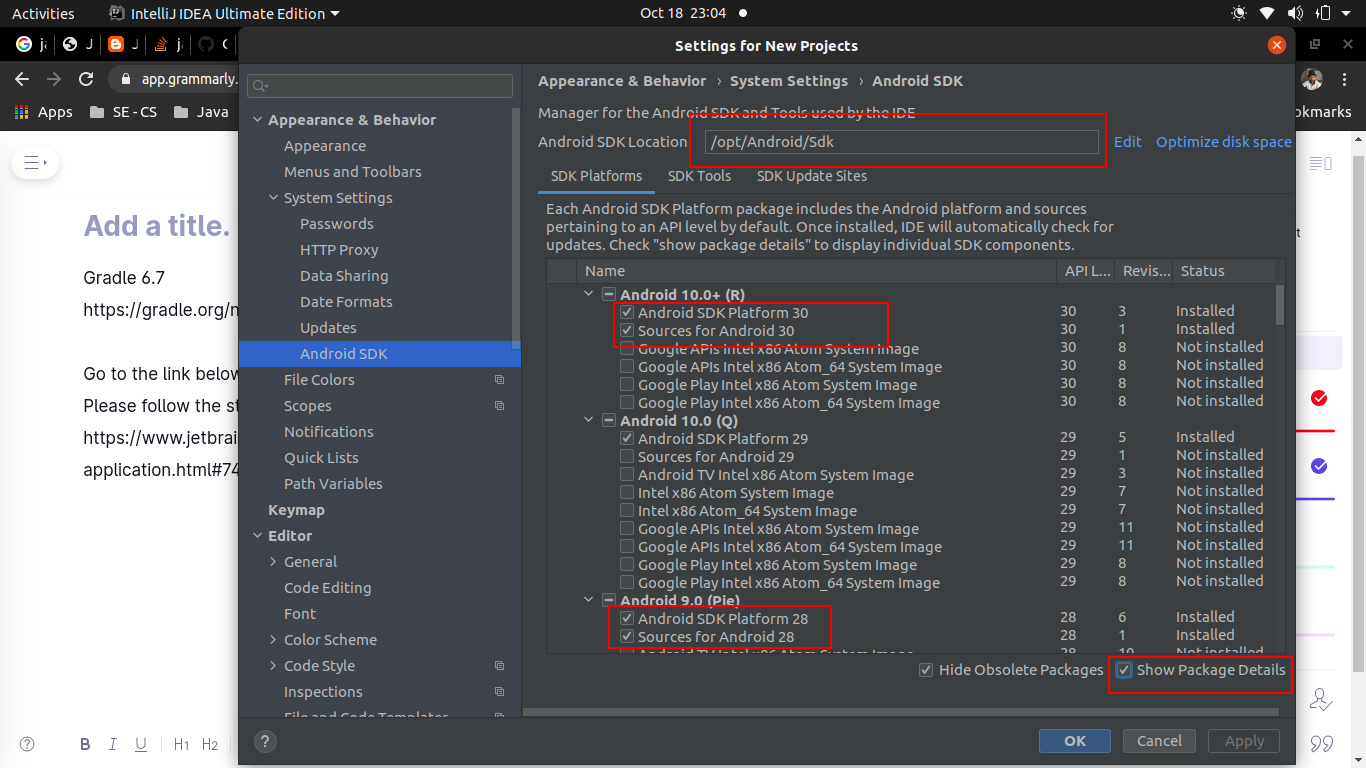 Activities
IntelliJ IDEA Ultimate Edition
Oct 18 23:04
Settings for New Projects
app.grammarly.
Apps
SE - CS
Java
okmarks
Add a title.
Gradle 6.7
https://gradle.org/
Go to the link below
Please follow the
https://www.jetbrai
application.html#74
B I U H1 H2
Appearance & Behavior
Appearance
Menus and Toolbars
System Settings
Passwords
HTTP Proxy
Data Sharing
Date Formats
Updates
Android SDK
File Colors
Scopes
Notifications
Quick Lists
Path Variables
Keymap
Editor
General
Code Editing
Font
Color Scheme
Code Style
Inspections
File and Code Templates
Appearance & Behavior › System Settings › Android SDK
Manager for the Android SDK and Tools used by the IDE
Android SDK Location /opt/Android/Sdk Edit Optimize disk space
SDK Platforms SDK Tools SDK Update Sites
Each Android SDK Platform package includes the Android platform and sources
pertaining to an API level by default. Once installed, IDE will automatically check for
updates. Check "show package details" to display individual SDK components.
Name API L... Revis... Status
Android 10.0+ (R)
Android SDK Platform 30 30 3 Installed
Sources for Android 30 30 1 Installed
Google APIs Intel x86 Atom System Image 30 8 Not installed
Google APIs Intel x86 Atom_64 System Image 30 8 Not installed
Google Play Intel x86 Atom System Image 30 8 Not installed
Google Play Intel x86 Atom_64 System Image 30 8 Not installed
Android 10.0 (Q)
Android SDK Platform 29 29 5 Installed
Sources for Android 29 29 1 Not installed
Android TV Intel x86 Atom System Image 29 3 Not installed
Intel x86 Atom System Image 29 7 Not installed
Intel x86 Atom_64 System Image 29 7 Not installed
Google APIs Intel x86 Atom System Image 29 11 Not installed
Google APIs Intel x86 Atom_64 System Image 29 11 Not installed
Google Play Intel x86 Atom System Image 29 8 Not installed
Google Play Intel x86 Atom_64 System Image 29 8 Not installed
Android 9.0 (Pie)
Android SDK Platform 28 28 6 Installed
Sources for Android 28 28 1 Installed
Android TV Intel x86 Atom System Image 28 10 Not installed
Hide Obsolete Packages Show Package Details
? OK Cancel Apply